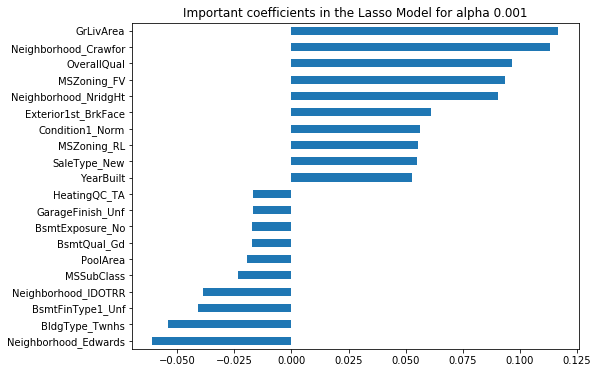 Important coefficients in the Lasso Model for alpha 0.001
GrLivArea
Neighborhood_Crawfor
OverallQual
MSZoning_FV
Neighborhood_NridgHt
Exterior1st_BrkFace
Condition1_Norm
MSZoning_RL
SaleType_New
YearBuilt
HeatingQC_TA
GarageFinish_Unf
BsmtExposure_No
BsmtQual_Gd
PoolArea
MSSubClass
Neighborhood_IDOTRR
BsmtFinType1_Unf
BldgType_Twnhs
Neighborhood_Edwards
−0.050 −0.025 0.000 0.025 0.050 0.075 0.100 0.125